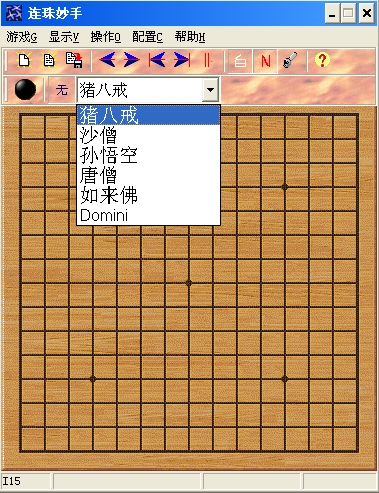 连珠妙手
游戏G 显示V 操作O 配置C 帮助H
白 N ?
无 猪八戒
猪八戒
沙僧
孙悟空
唐僧
如来佛
Domini
I15